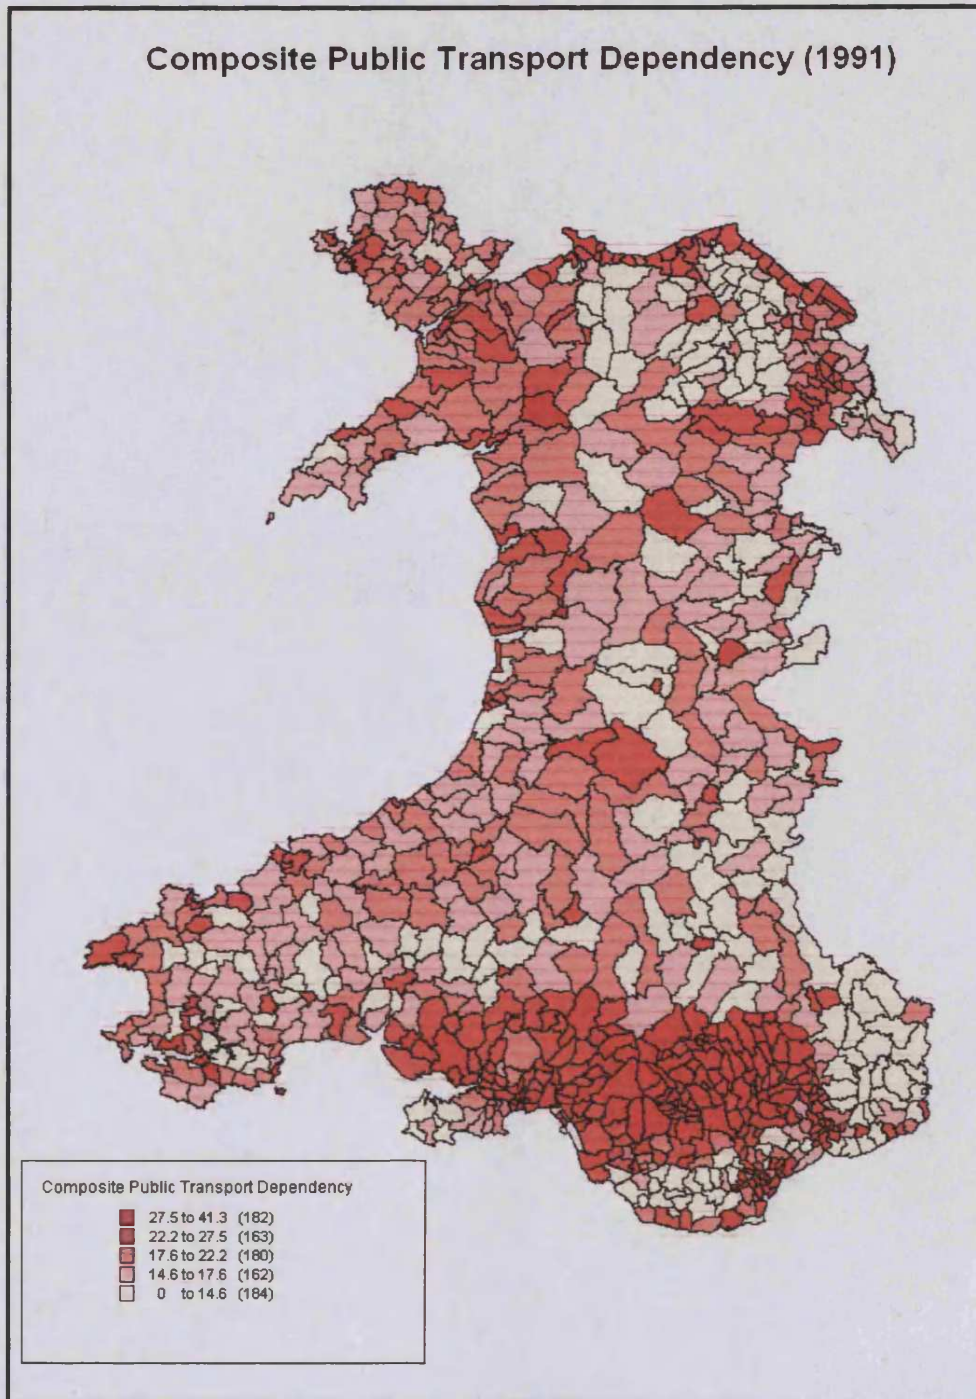 Composite Public Transport Dependency (1991)
Composite Public Transport Dependency
27.5 to 41.3 (182)
22.2 to 27.5 (163)
17.6 to 22.2 (180)
14.6 to 17.6 (162)
0 to 14.6 (184)